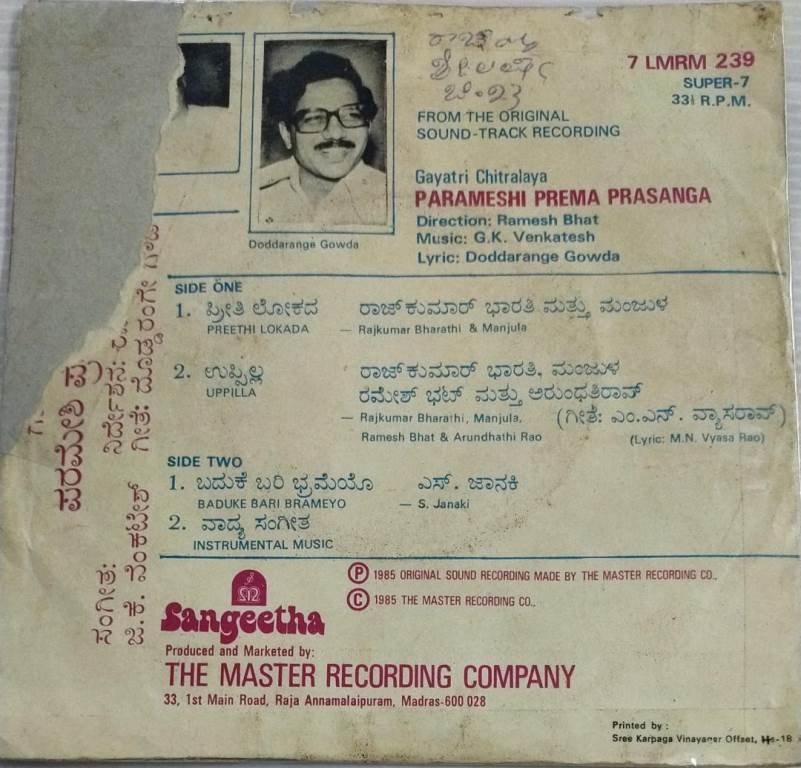 7 LMRM 239
SUPER-7
33⅓ R.P.M.
FROM THE ORIGINAL
SOUND-TRACK RECORDING
Gayatri Chitralaya
PARAMESHI PREMA PRASANGA
Direction: Ramesh Bhat
Music: G.K. Venkatesh
Lyric: Doddarange Gowda
Doddarange Gowda
SIDE ONE
1. ಪ್ರೀತಿ ಲೋಕದ ರಾಜ್‌ಕುಮಾರ್ ಭಾರತಿ ಮತ್ತು ಮಂಜುಳ
PREETHI LOKADA — Rajkumar Bharathi & Manjula
2. ಉಪ್ಪಿಲ್ಲ ರಾಜ್‌ಕುಮಾರ್ ಭಾರತಿ, ಮಂಜುಳ
UPPILLA ರಮೇಶ್ ಭಟ್ ಮತ್ತು ಅರುಂಧತಿರಾವ್
— Rajkumar Bharathi, Manjula, (ಗೀತೆ: ಎಂ.ಎನ್. ವ್ಯಾಸರಾವ್)
Ramesh Bhat & Arundhathi Rao (Lyric: M.N. Vyasa Rao)
SIDE TWO
1. ಬದುಕೆ ಬರಿ ಭ್ರಮೆಯೊ ಎಸ್. ಜಾನಕಿ
BADUKE BARI BRAMEYO — S. Janaki
2. ವಾದ್ಯ ಸಂಗೀತ
INSTRUMENTAL MUSIC
ಪರಮೇಶಿ ಪ್ರ
ನಿರ್ದೇಶನ:
ಗೀತೆ: ದೊಡ್ಡರಂಗೇ ಗೌಡ
ಸಂಗೀತ:
ಜಿ.ಕೆ. ವೆಂಕಟೇಶ್
Ⓟ 1985 ORIGINAL SOUND RECORDING MADE BY THE MASTER RECORDING CO.,
Ⓒ 1985 THE MASTER RECORDING CO.,
Sangeetha
Produced and Marketed by:
THE MASTER RECORDING COMPANY
33, 1st Main Road, Raja Annamalaipuram, Madras-600 028
Printed by :
Sree Karpaga Vinayager Offset,